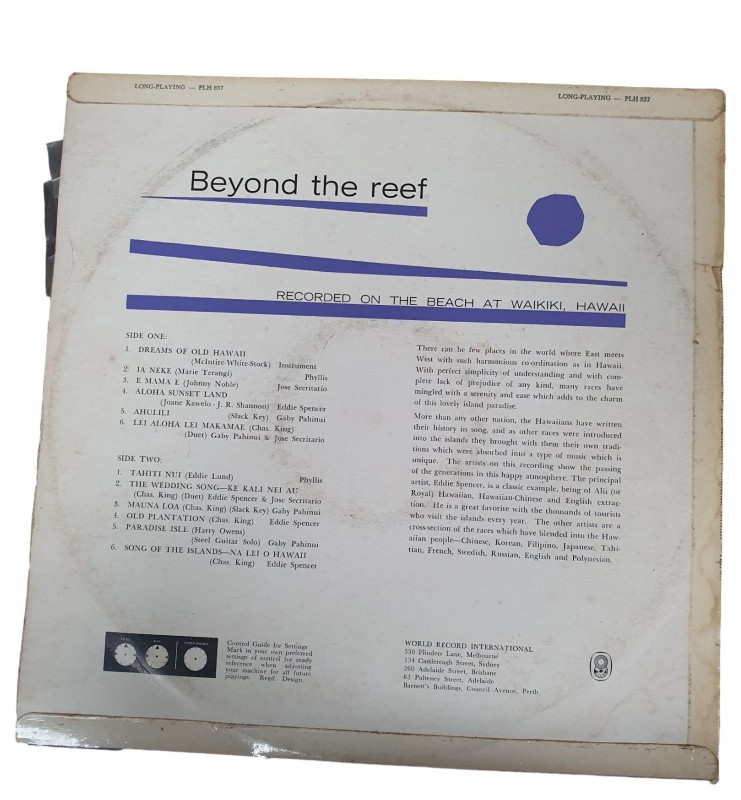 LONG-PLAYING — PLH 837
LONG-PLAYING — PLH 837
Beyond the reef
RECORDED ON THE BEACH AT WAIKIKI, HAWAII
SIDE ONE:
1. DREAMS OF OLD HAWAII
(McIntire-White-Stock) Instrument
2. IA NEKE (Marie Terangi) Phyllis
3. E MAMA E (Johnny Noble) Jose Secritario
4. ALOHA SUNSET LAND
(Joane Kawelo - J. R. Shannon) Eddie Spencer
5. AHULILI (Slack Key) Gaby Pahinui
6. LEI ALOHA LEI MAKAMAE (Chas. King)
(Duet) Gaby Pahinui & Jose Secritario
SIDE TWO:
1. TAHITI NUI (Eddie Lund) Phyllis
2. THE WEDDING SONG—KE KALI NEI AU
(Chas. King) (Duet) Eddie Spencer & Jose Secritario
3. MAUNA LOA (Chas. King) (Slack Key) Gaby Pahinui
4. OLD PLANTATION (Chas. King) Eddie Spencer
5. PARADISE ISLE (Harry Owens)
(Steel Guitar Solo) Gaby Pahinui
6. SONG OF THE ISLANDS—NA LEI O HAWAII
(Chas. King) Eddie Spencer
There can be few places in the world where East meets
West with such harmonious co-ordination as in Hawaii.
With perfect simplicity of understanding and with com-
plete lack of prejudice of any kind, many races have
mingled with a serenity and ease which adds to the charm
of this lovely island paradise.
More than any other nation, the Hawaiians have written
their history in song, and as other races were introduced
into the islands they brought with them their own tradi-
tions which were absorbed into a type of music which is
unique. The artists on this recording show the passing
of the generations in this happy atmosphere. The principal
artist, Eddie Spencer, is a classic example, being of Alii (or
Royal) Hawaiian, Hawaiian-Chinese and English extrac-
tion. He is a great favorite with the thousands of tourists
who visit the islands every year. The other artists are a
cross-section of the races which have blended into the Haw-
aiian people—Chinese, Korean, Filipino, Japanese, Tahi-
tian, French, Swedish, Russian, English and Polynesian.
Control Guide for Settings
Mark in your own preferred
settings of control for ready
reference when adjusting
your machine for all future
playings. Regd. Design.
WORLD RECORD INTERNATIONAL
330 Flinders Lane, Melbourne
134 Castlereagh Street, Sydney
260 Adelaide Street, Brisbane
62 Pulteney Street, Adelaide
Barnett's Buildings, Council Avenue, Perth